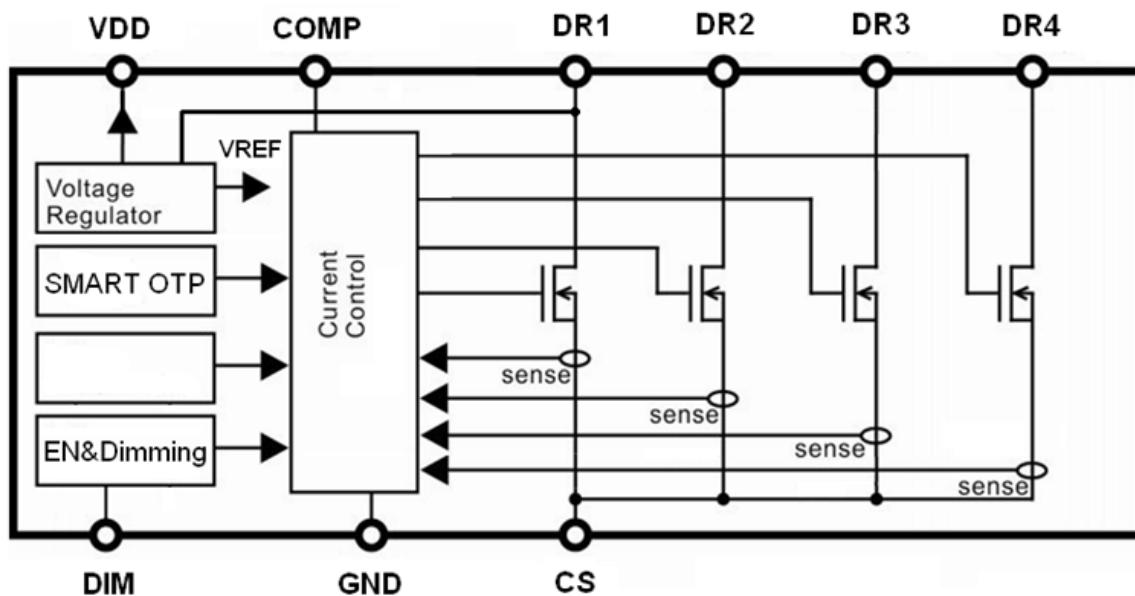 VDD COMP DR1 DR2 DR3 DR4
VREF
Voltage
Regulator
SMART OTP
Current
Control
sense
sense
EN&Dimming
sense
sense
DIM GND CS